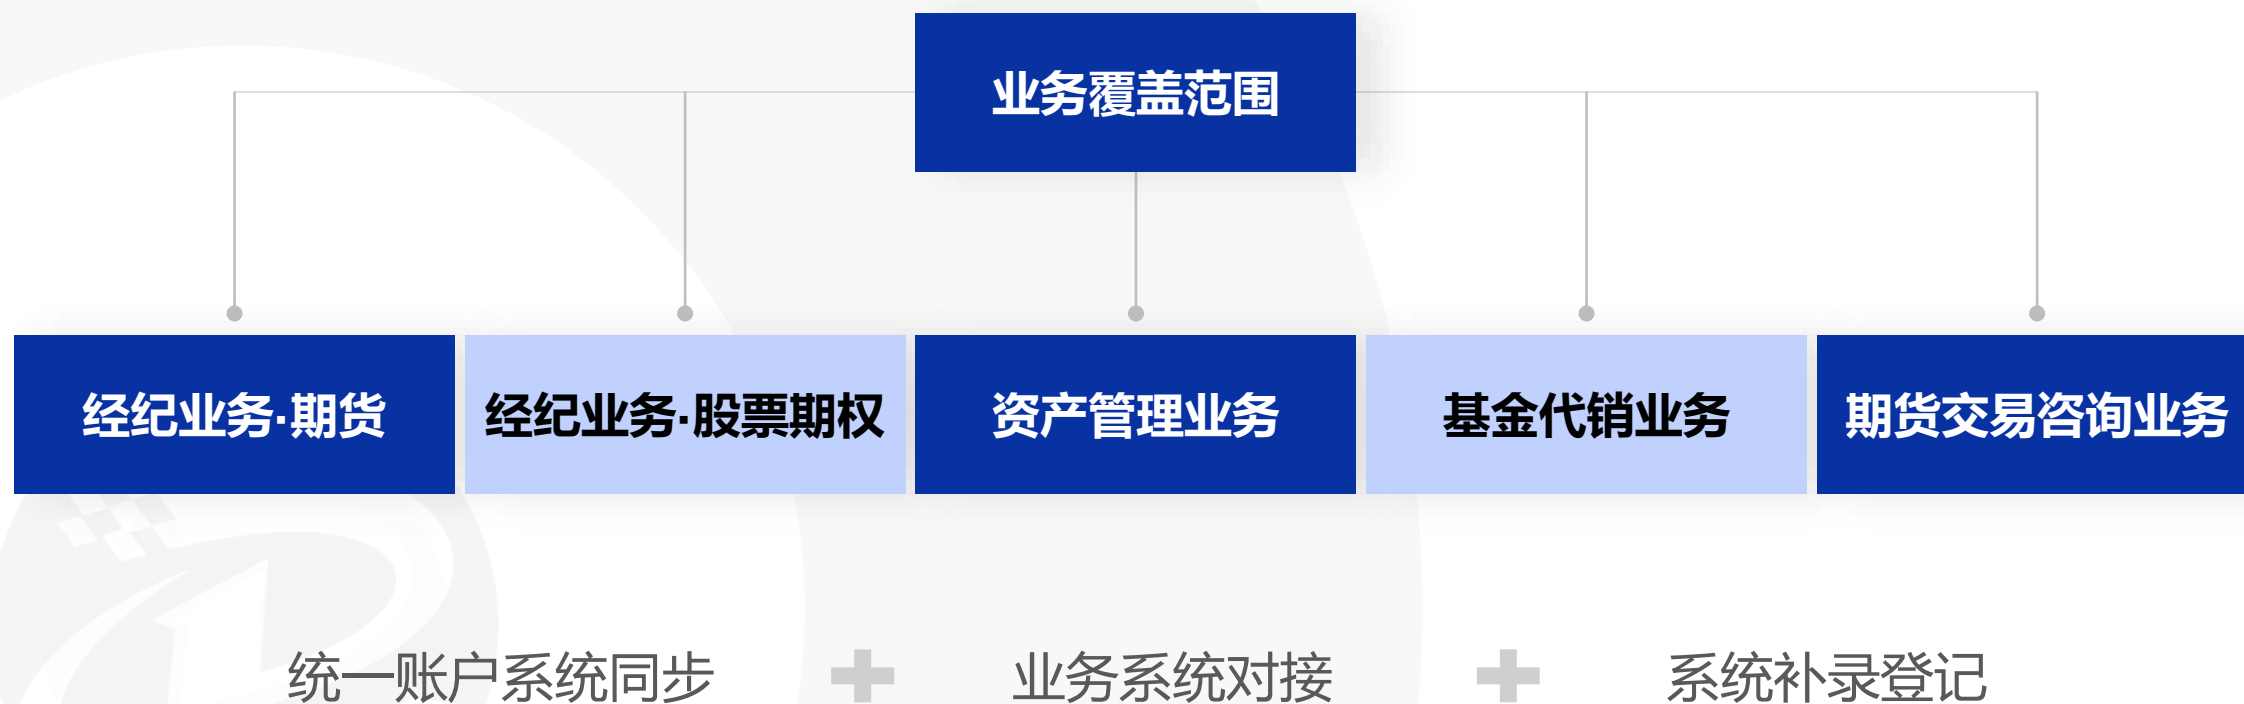 业务覆盖范围
经纪业务·期货
经纪业务·股票期权
资产管理业务
基金代销业务
期货交易咨询业务
统一账户系统同步
业务系统对接
系统补录登记